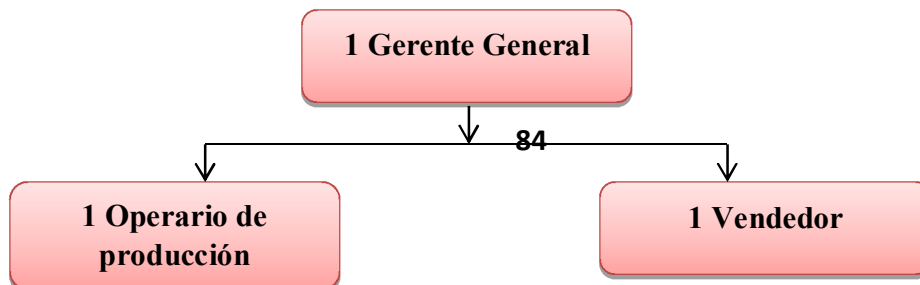 1 Gerente General
84
1 Operario de
producción
1 Vendedor